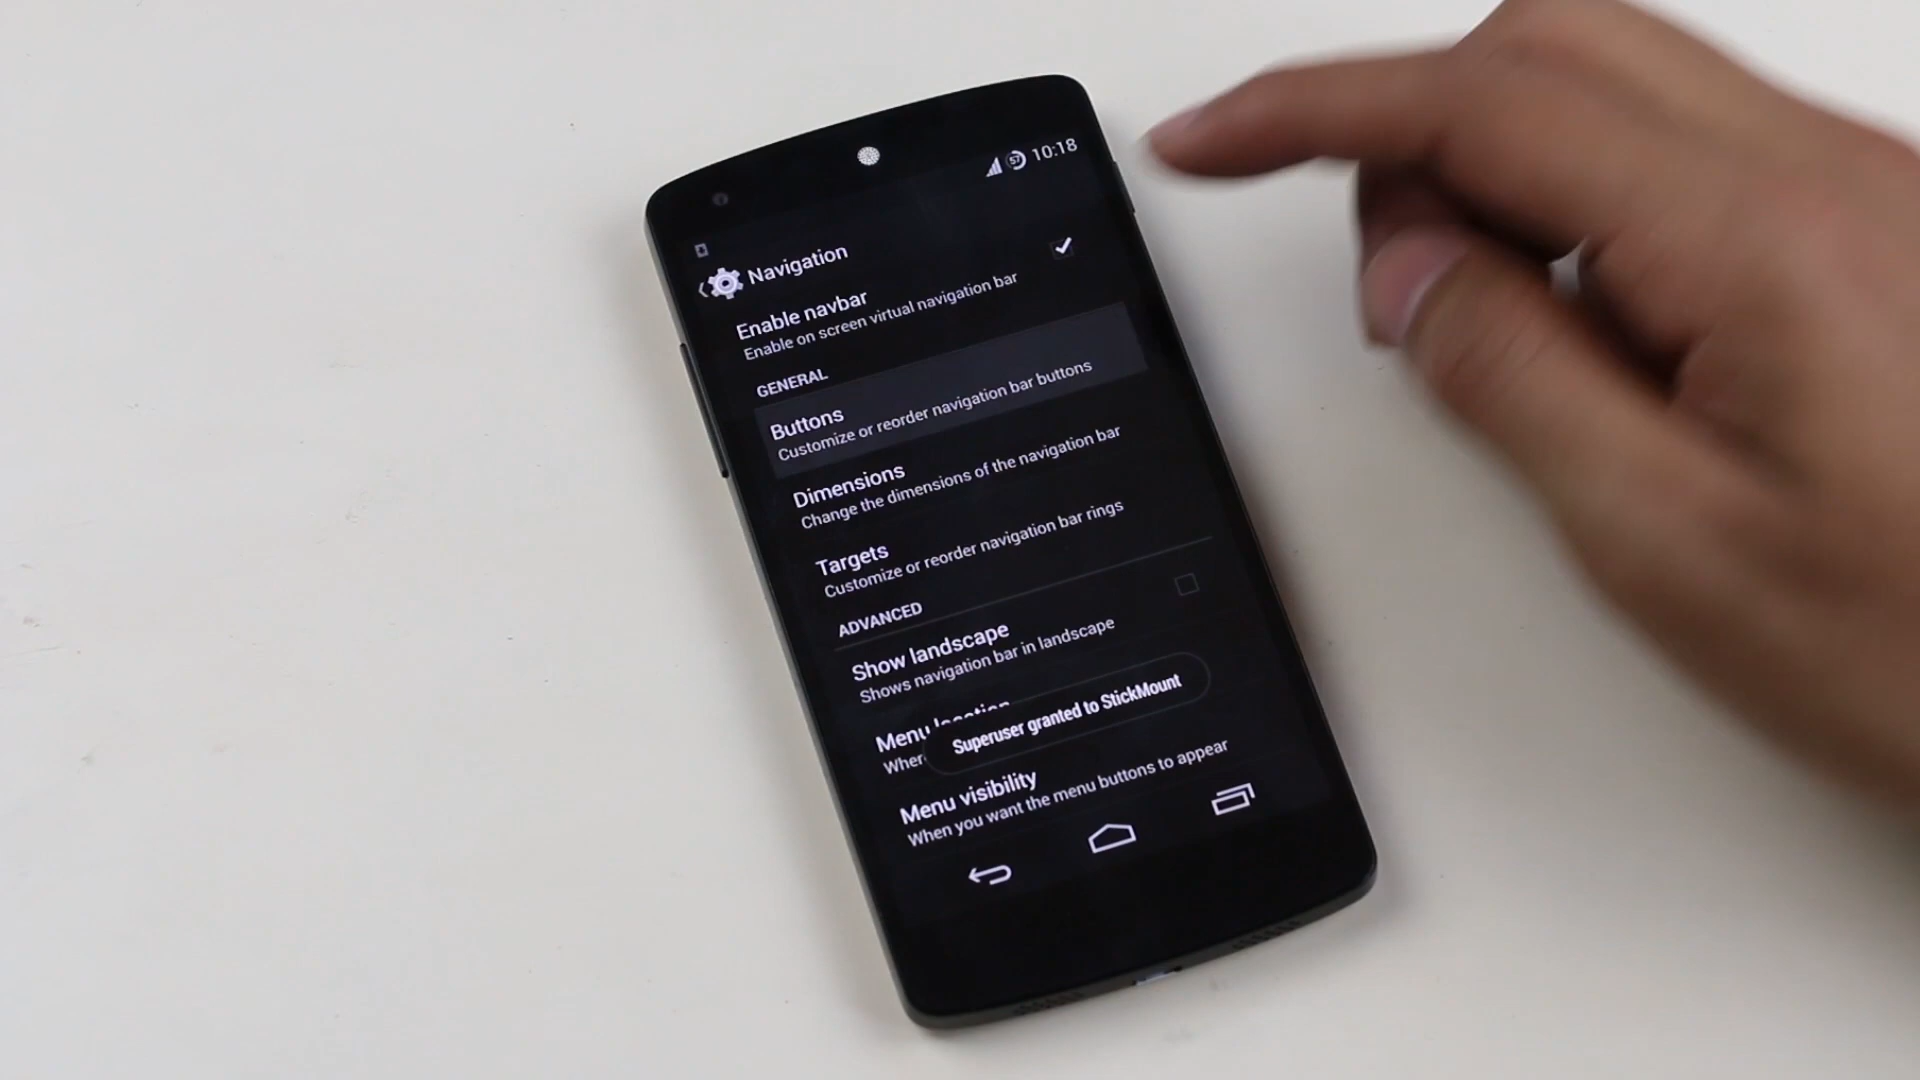 57 10:18
Navigation
Enable navbar
Enable on screen virtual navigation bar
GENERAL
Buttons
Customize or reorder navigation bar buttons
Dimensions
Change the dimensions of the navigation bar
Targets
Customize or reorder navigation bar rings
ADVANCED
Show landscape
Shows navigation bar in landscape
Menu location
Wher
Superuser granted to StickMount
Menu visibility
When you want the menu buttons to appear